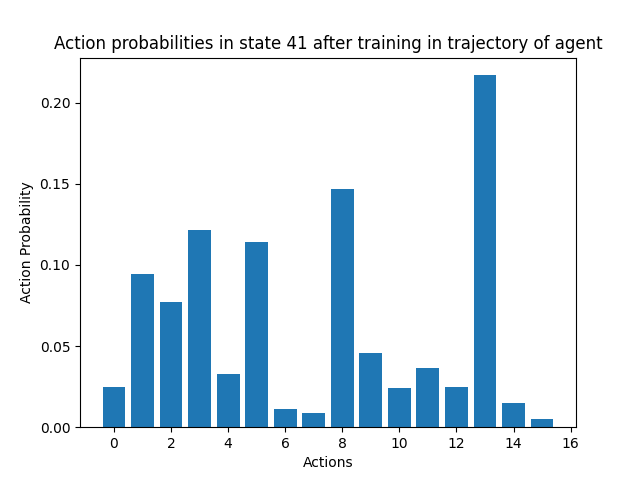 Action probabilities in state 41 after training in trajectory of agent
0.20
0.15
0.10
0.05
0.00
Action Probability
0 2 4 6 8 10 12 14 16
Actions